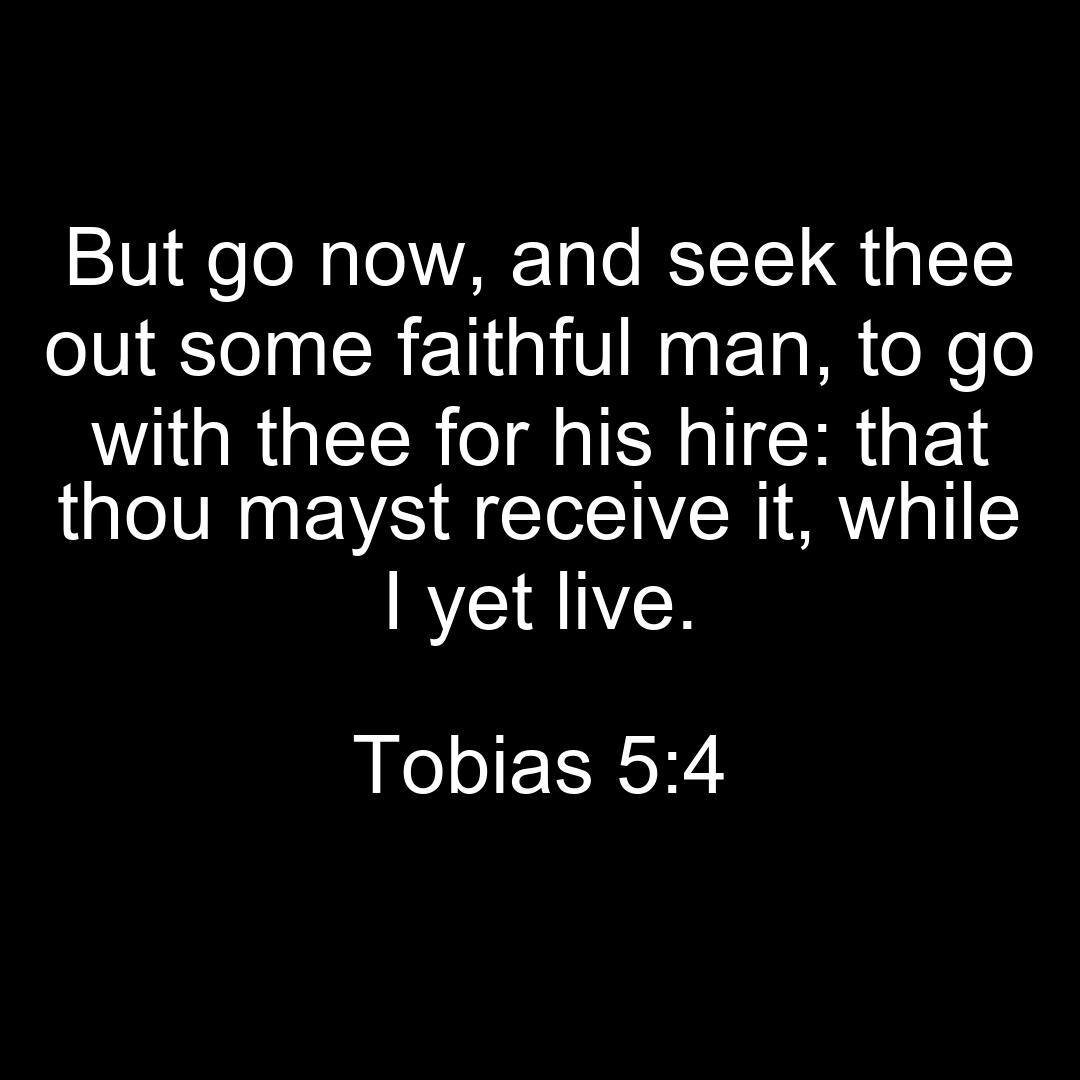 But go now, and seek thee
out some faithful man, to go
with thee for his hire: that
thou mayst receive it, while
I yet live.
Tobias 5:4